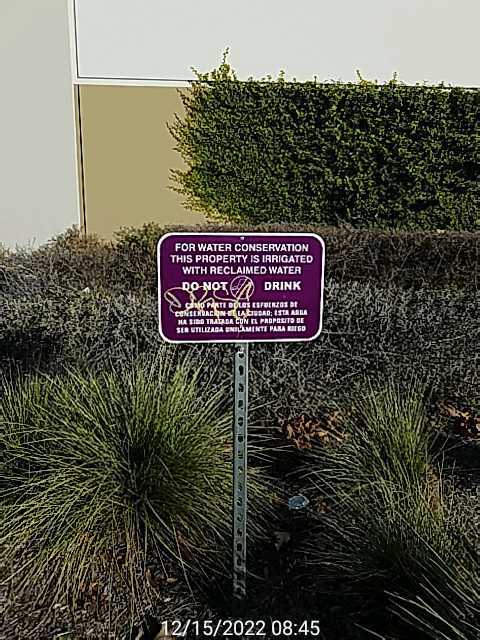 FOR WATER CONSERVATION
THIS PROPERTY IS IRRIGATED
WITH RECLAIMED WATER
DO NOT DRINK
COMO PARTE DE LOS ESFUERZOS DE
CONSERVACION DE LA CIUDAD; ESTA AGUA
HA SIDO TRATADA CON EL PROPOSITO DE
SER UTILIZADA UNICAMENTE PARA RIEGO
12/15/2022 08:45